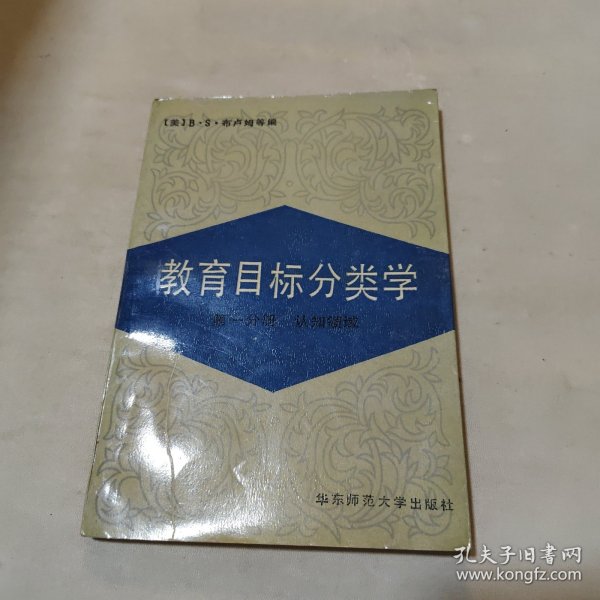 〔美〕B·S·布卢姆等编
教育目标分类学
第一分册 认知领域
华东师范大学出版社
孔夫子旧书网
www.kongfz.com